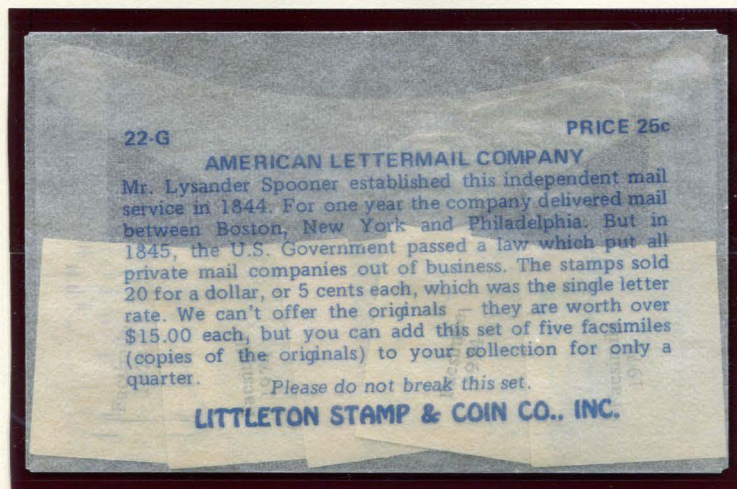 22-G PRICE 25c
AMERICAN LETTERMAIL COMPANY
Mr. Lysander Spooner established this independent mail
service in 1844. For one year the company delivered mail
between Boston, New York and Philadelphia. But in
1845, the U.S. Government passed a law which put all
private mail companies out of business. The stamps sold
20 for a dollar, or 5 cents each, which was the single letter
rate. We can't offer the originals they are worth over
$15.00 each, but you can add this set of five facsimiles
(copies of the originals) to your collection for only a
quarter. Please do not break this set.
LITTLETON STAMP & COIN CO., INC.